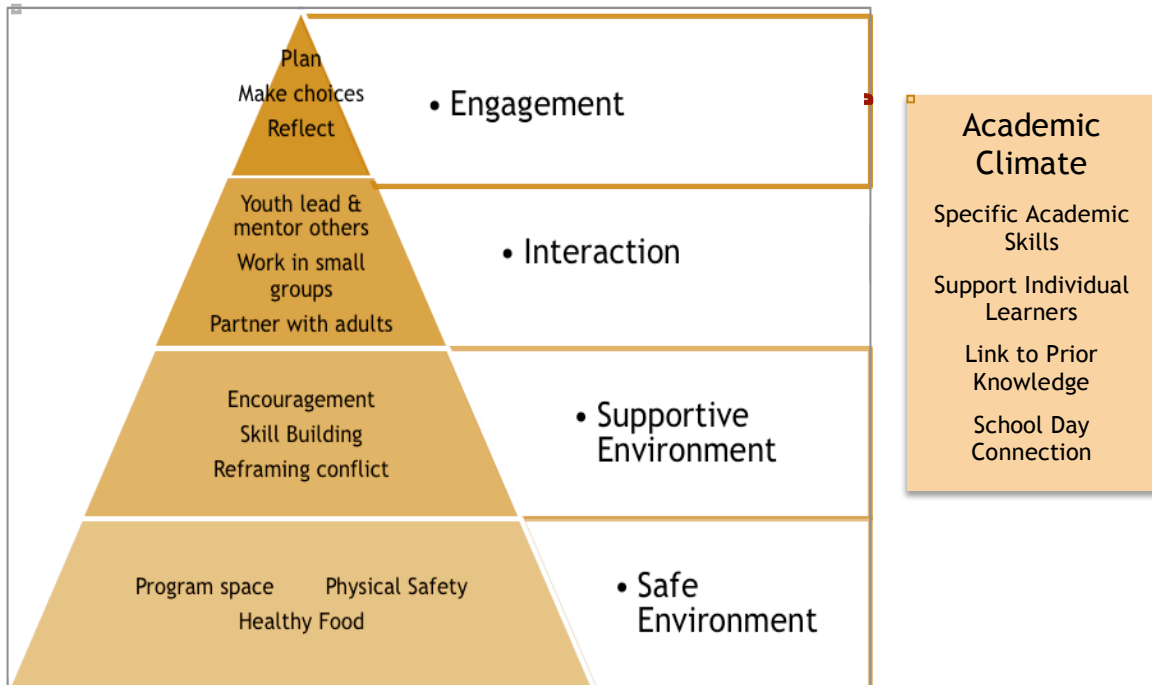 Plan
Make choices
Reflect
• Engagement
Youth lead &
mentor others
Work in small
groups
Partner with adults
• Interaction
Encouragement
Skill Building
Reframing conflict
• Supportive
Environment
Program space Physical Safety
Healthy Food
• Safe
Environment
Academic
Climate
Specific Academic
Skills
Support Individual
Learners
Link to Prior
Knowledge
School Day
Connection